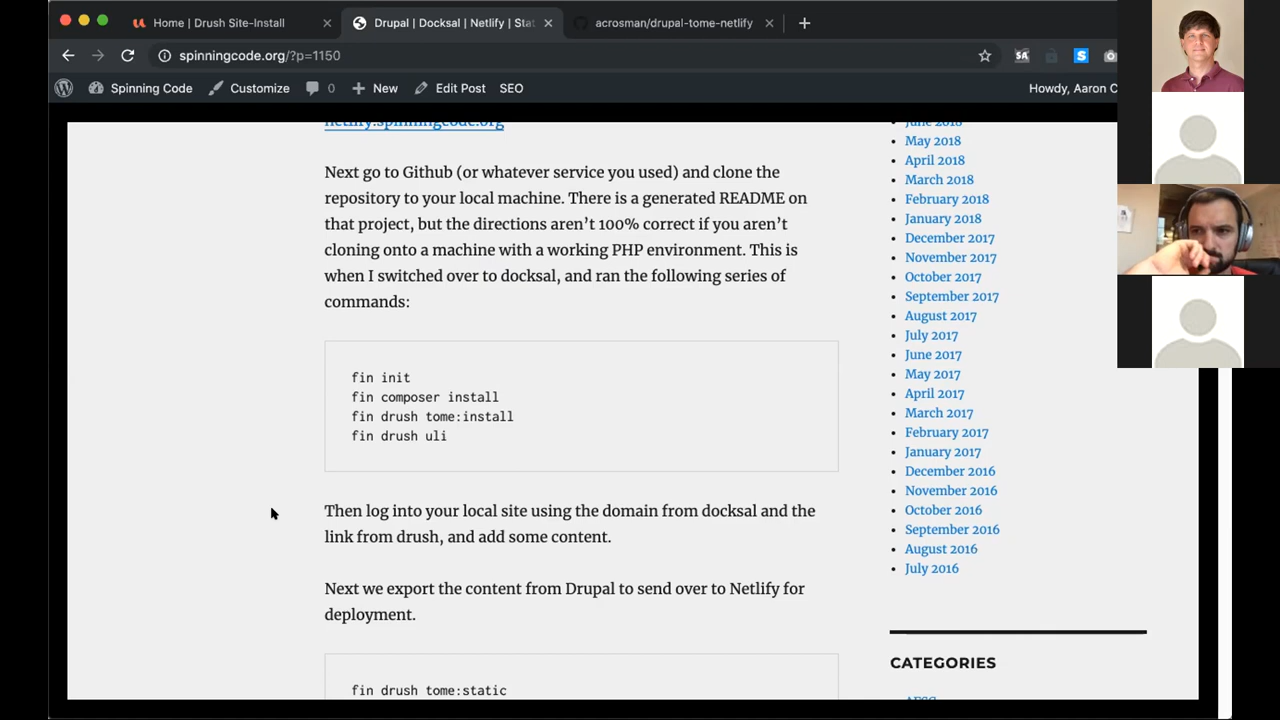 Home | Drush Site-Install
Drupal | Docksal | Netlify | Stat
acrosman/drupal-tome-netlify
spinningcode.org/?p=1150
SA
S
Spinning Code
Customize
0
New
Edit Post
SEO
Howdy, Aaron C
netlify.spinningcode.org
Next go to Github (or whatever service you used) and clone the
repository to your local machine. There is a generated README on
that project, but the directions aren’t 100% correct if you aren’t
cloning onto a machine with a working PHP environment. This is
when I switched over to docksal, and ran the following series of
commands:
fin init
fin composer install
fin drush tome:install
fin drush uli
Then log into your local site using the domain from docksal and the
link from drush, and add some content.
Next we export the content from Drupal to send over to Netlify for
deployment.
fin drush tome:static
June 2018
May 2018
April 2018
March 2018
February 2018
January 2018
December 2017
November 2017
October 2017
September 2017
August 2017
July 2017
June 2017
May 2017
April 2017
March 2017
February 2017
January 2017
December 2016
November 2016
October 2016
September 2016
August 2016
July 2016
CATEGORIES
AFSC